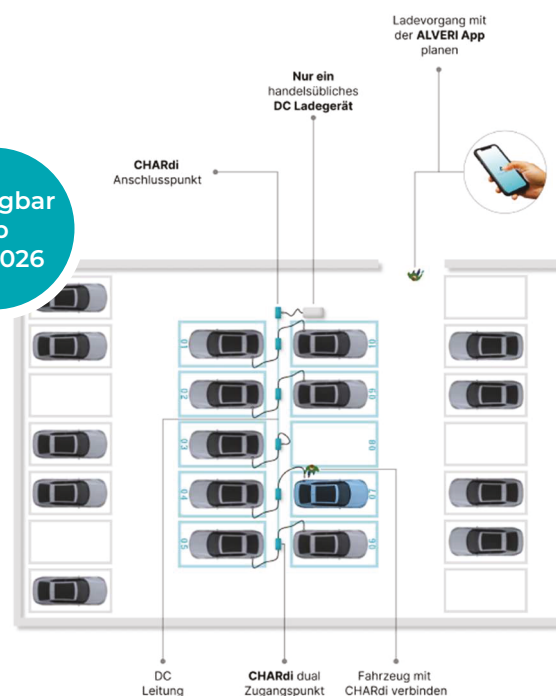 Ladevorgang mit
der ALVERI App
planen
Nur ein
handelsübliches
DC Ladegerät
CHARdi
Anschlusspunkt
gbar
026
01
02
03
04
05
10
09
08
07
06
DC
Leitung
CHARdi dual
Zugangspunkt
Fahrzeug mit
CHARdi verbinden